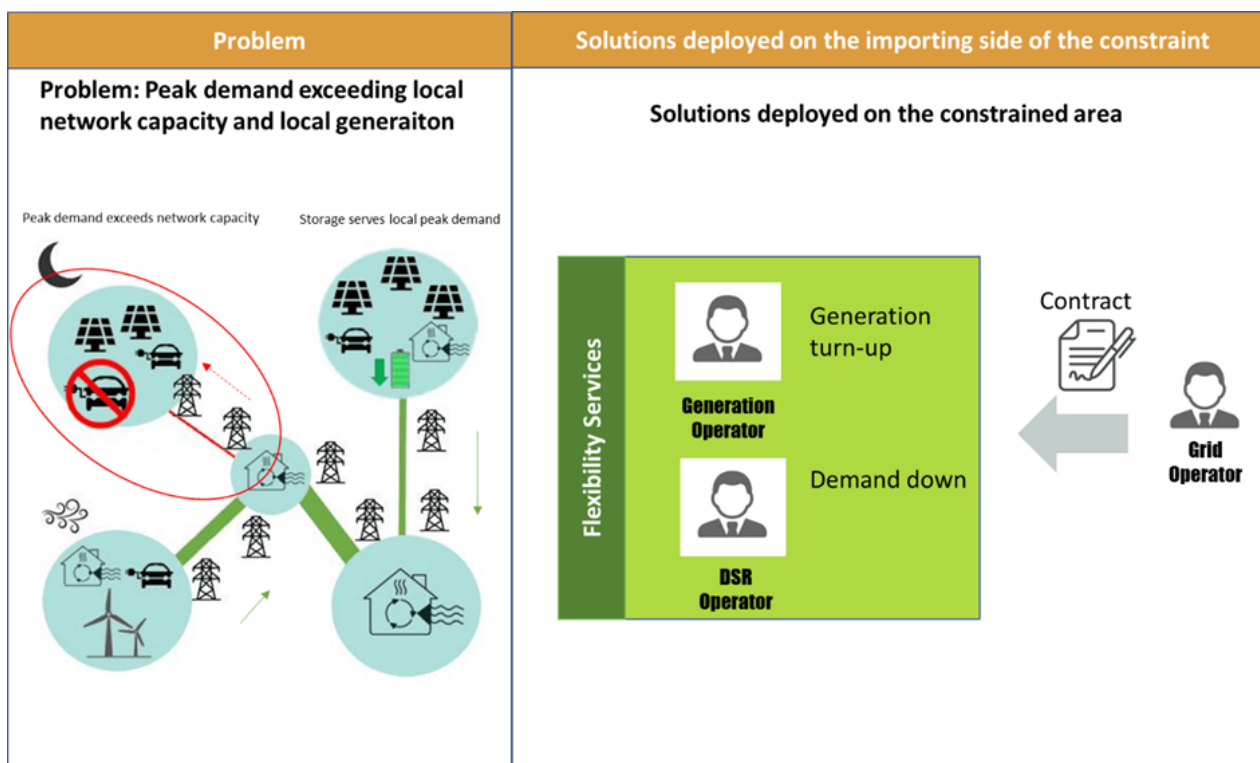 Problem
Solutions deployed on the importing side of the constraint
Problem: Peak demand exceeding local
network capacity and local generaiton
Peak demand exceeds network capacity
Storage serves local peak demand
Solutions deployed on the constrained area
Flexibility Services
Generation
Operator
Generation
turn-up
DSR
Operator
Demand down
Contract
Grid
Operator